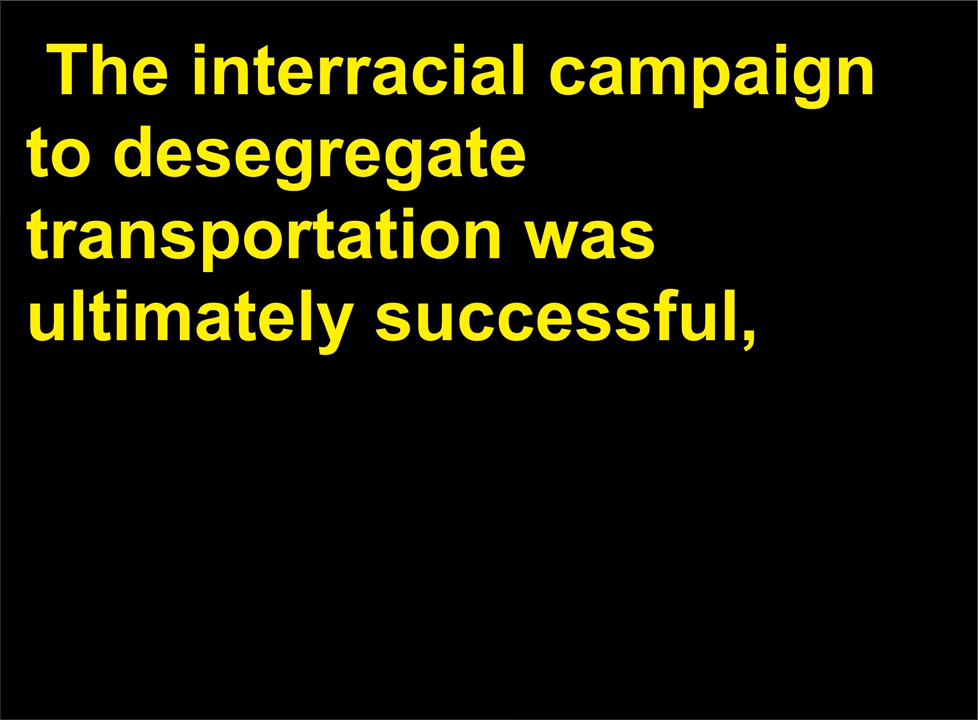 The interracial campaign
to desegregate
transportation was
ultimately successful,